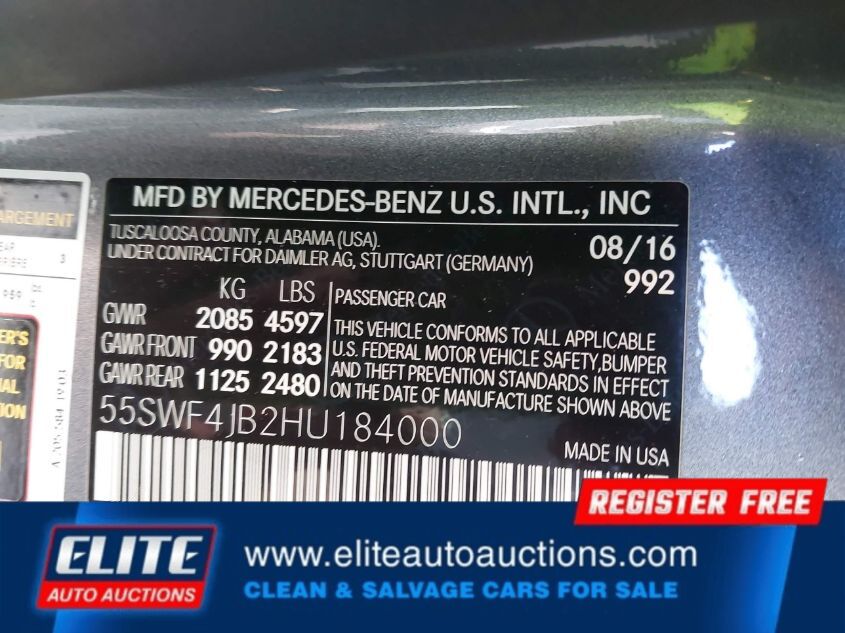 MFD BY MERCEDES-BENZ U.S. INTL., INC
TUSCALOOSA COUNTY, ALABAMA (USA).
UNDER CONTRACT FOR DAIMLER AG, STUTTGART (GERMANY)
08/16
992
KG LBS
GVWR 2085 4597
GAWR FRONT 990 2183
GAWR REAR 1125 2480
PASSENGER CAR
THIS VEHICLE CONFORMS TO ALL APPLICABLE
U.S. FEDERAL MOTOR VEHICLE SAFETY,BUMPER
AND THEFT PREVENTION STANDARDS IN EFFECT
ON THE DATE OF MANUFACTURE SHOWN ABOVE
55SWF4JB2HU184000
MADE IN USA
REGISTER FREE
ELITE
AUTO AUCTIONS
www.eliteautoauctions.com
CLEAN & SALVAGE CARS FOR SALE